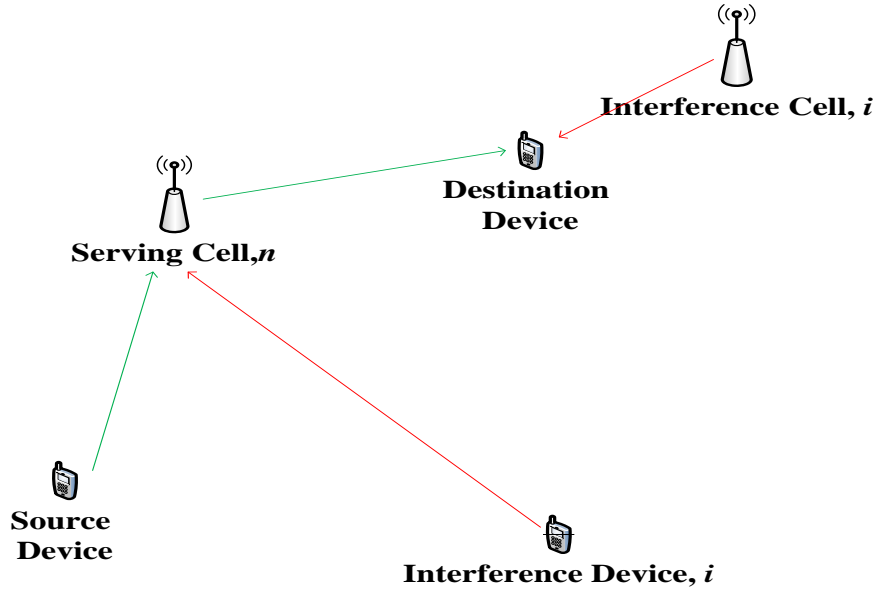 Interference Cell, i
Destination
Device
Serving Cell,n
Source
Device
Interference Device, i